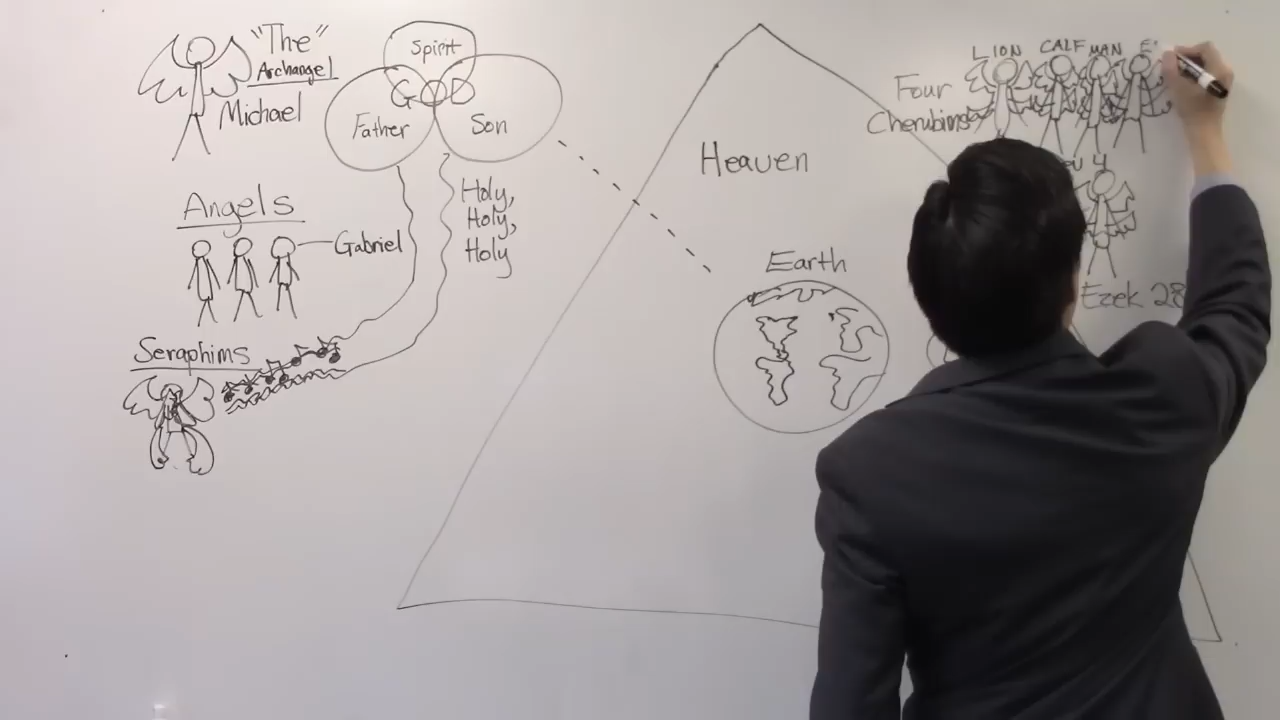 "The"
Archangel
Michael
Spirit
GOD
Father
Son
Angels
Gabriel
Holy,
Holy,
Holy
Seraphims
Heaven
Earth
LION CALF MAN
Four
Cherubims
4
Ezek 28